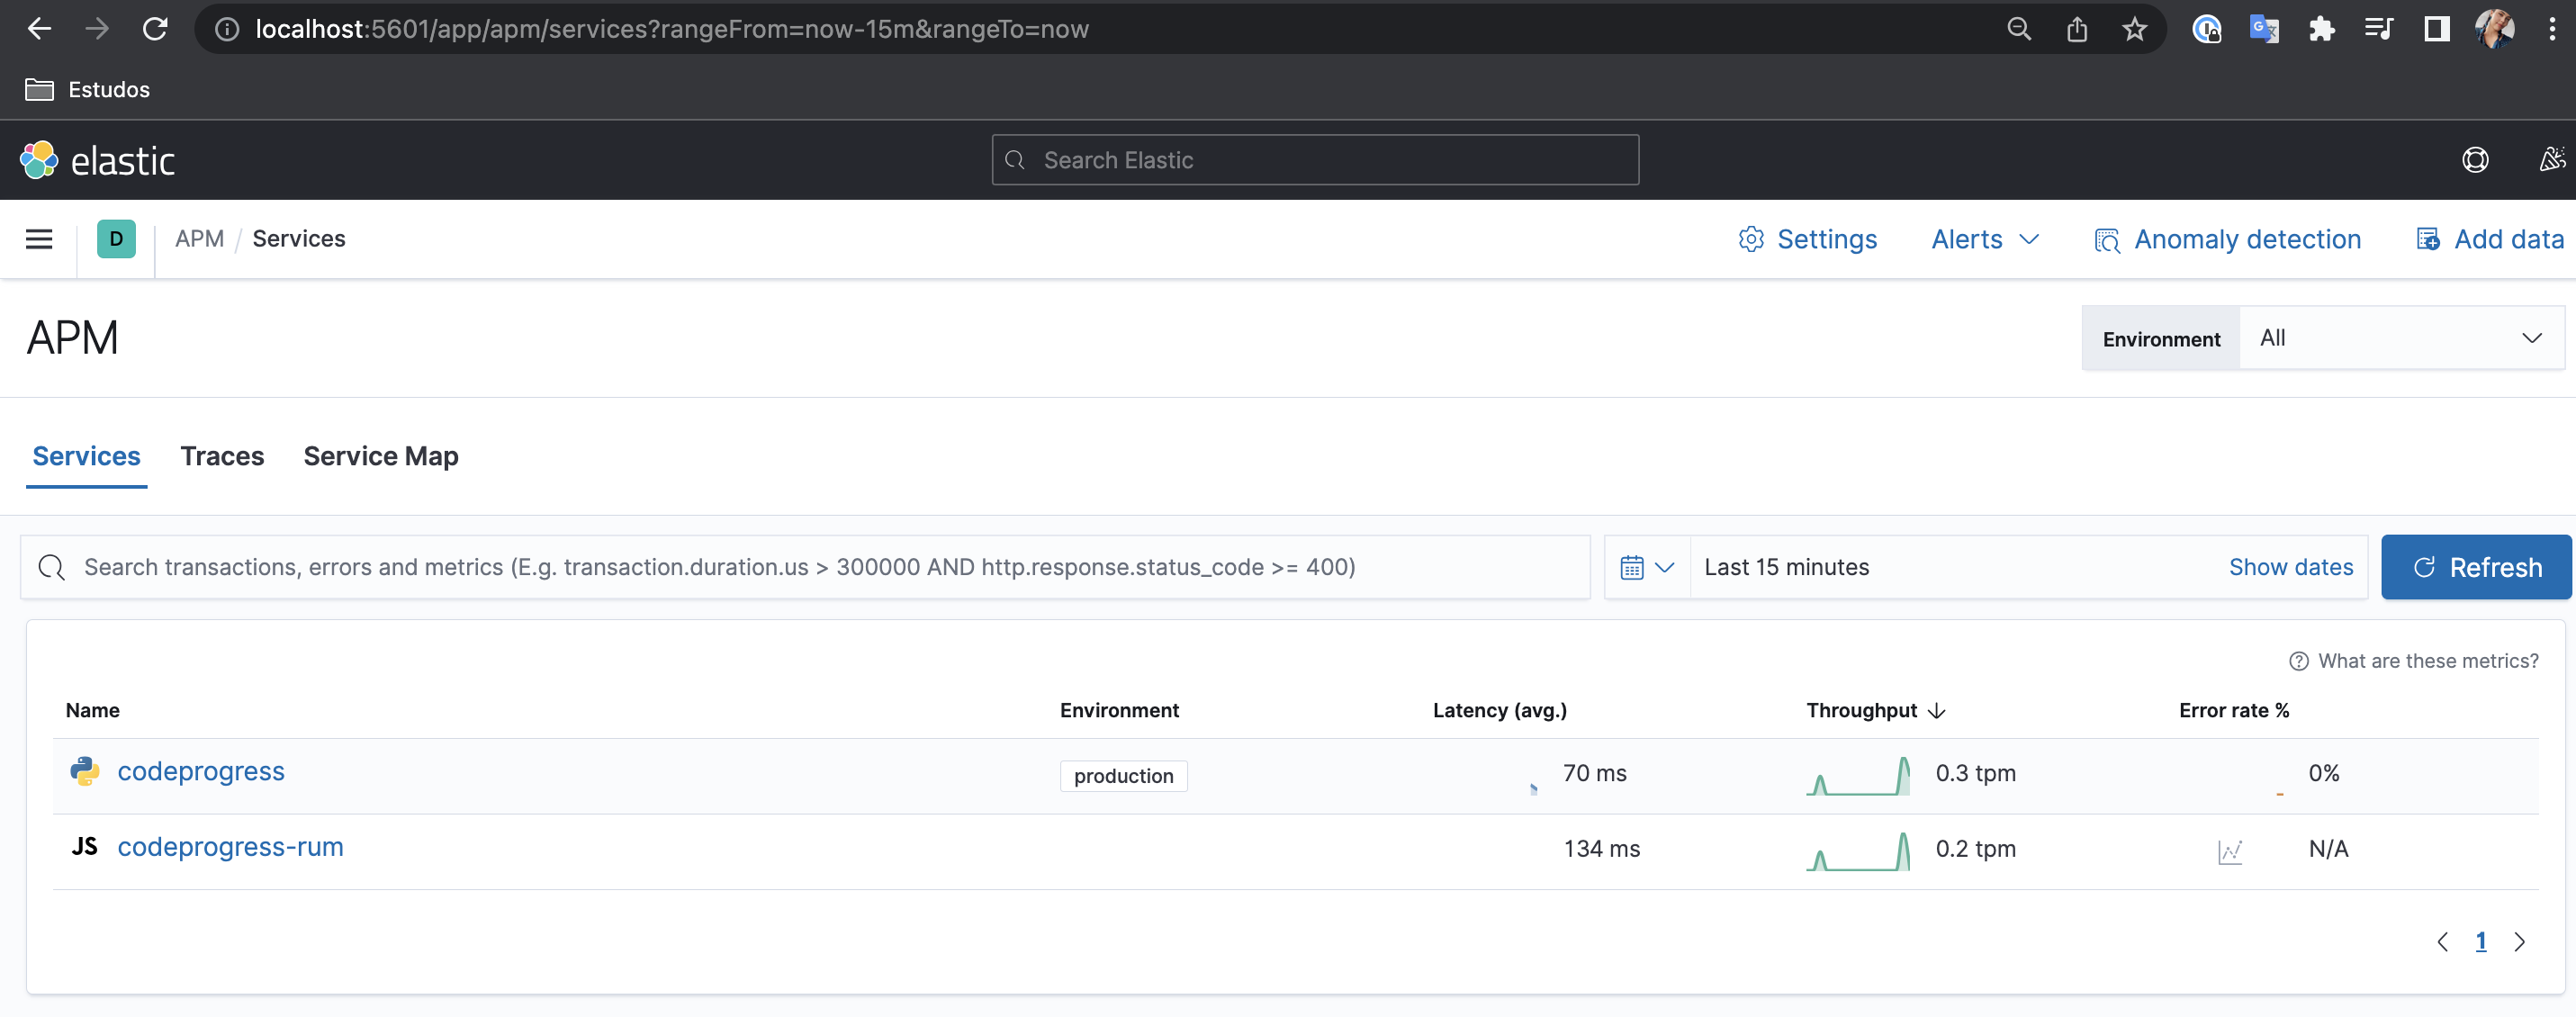 localhost:5601/app/apm/services?rangeFrom=now-15m&rangeTo=now
Estudos
elastic
Search Elastic
D
APM / Services
Settings
Alerts
Anomaly detection
Add data
APM
Environment
All
Services
Traces
Service Map
Search transactions, errors and metrics (E.g. transaction.duration.us > 300000 AND http.response.status_code >= 400)
Last 15 minutes
Show dates
Refresh
What are these metrics?
Name Environment Latency (avg.) Throughput Error rate %
codeprogress production 70 ms 0.3 tpm 0%
JS codeprogress-rum 134 ms 0.2 tpm N/A
1